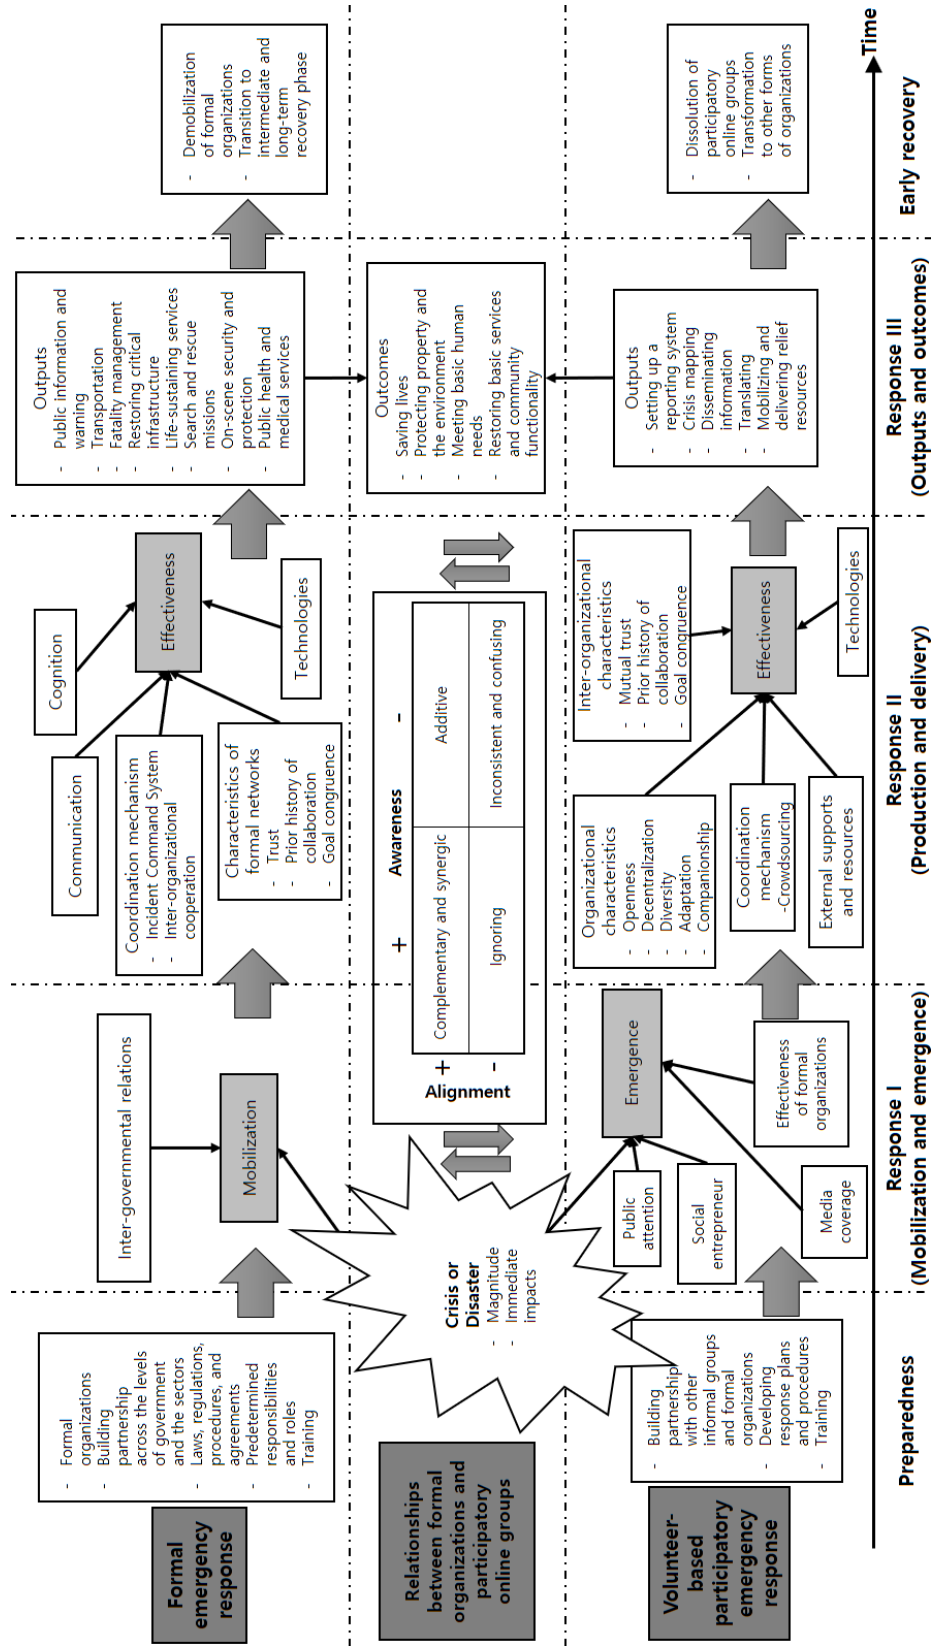 Formal
emergency
response
-  Formal
organizations
-  Building
partnership
across the levels
of government
and the sectors
-  Laws, regulations,
procedures, and
agreements
-  Predetermined
responsibilities
and roles
-  Training
Inter-governmental relations
Mobilization
Communication
Cognition
Coordination mechanism
-  Incident Command System
-  Inter-organizational
cooperation
Characteristics of
formal networks
-  Trust
-  Prior history of
collaboration
-  Goal congruence
Effectiveness
Technologies
Outputs
-  Public information and
warning
-  Transportation
-  Fatality management
-  Restoring critical
infrastructure
-  Life-sustaining services
-  Search and rescue
missions
-  On-scene security and
protection
-  Public health and
medical services
-  Demobilization
of formal
organizations
-  Transition to
intermediate and
long-term
recovery phase
Relationships
between formal
organizations and
participatory
online groups
Crisis or
Disaster
-  Magnitude
-  Immediate
impacts
Alignment
+
-
+
Awareness
-
Complementary and synergic
Additive
Ignoring
Inconsistent and confusing
Outcomes
-  Saving lives
-  Protecting property and
the environment
-  Meeting basic human
needs
-  Restoring basic services
and community
functionality
Volunteer-
based
participatory
emergency
response
-  Building
partnership
with other
informal groups
and formal
organizations
-  Developing
response plans
and procedures
-  Training
Public
attention
Social
entrepreneur
Media
coverage
Emergence
Effectiveness
of formal
organizations
Organizational
characteristics
-  Openness
-  Decentralization
-  Diversity
-  Adaptation
-  Companionship
Coordination
mechanism
-Crowdsourcing
External supports
and resources
Inter-organizational
characteristics
-  Mutual trust
-  Prior history of
collaboration
-  Goal congruence
Effectiveness
Technologies
Outputs
-  Setting up a
reporting system
-  Crisis mapping
-  Disseminating
information
-  Translating
-  Mobilizing and
delivering relief
resources
-  Dissolution of
participatory
online groups
-  Transformation
to other forms
of organizations
Time
Preparedness
Response I
(Mobilization and emergence)
Response II
(Production and delivery)
Response III
(Outputs and outcomes)
Early recovery